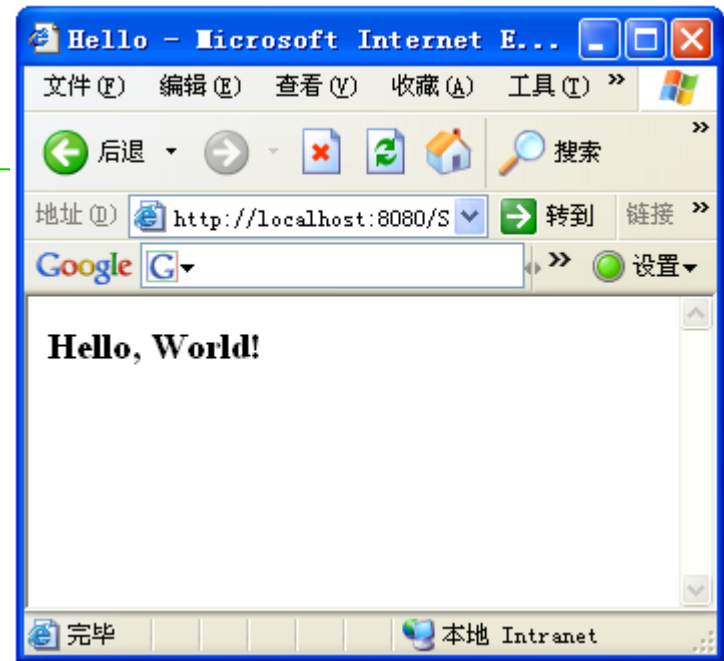 Hello - Microsoft Internet E...
文件(F) 编辑(E) 查看(V) 收藏(A) 工具(T) »
后退 搜索 »
地址(D) http://localhost:8080/S 转到 链接 »
Google G » 设置
Hello, World!
完毕 本地 Intranet